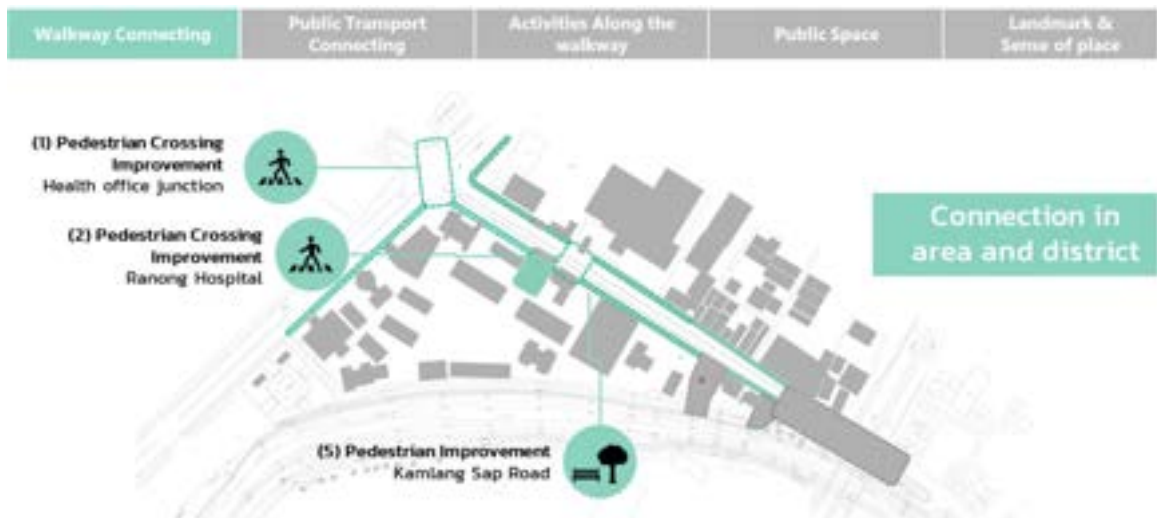 Walkway Connecting
Public Transport
Connecting
Activities Along the
walkway
Public Space
Landmark &
Sense of place
(1) Pedestrian Crossing
Improvement
Health office junction
(2) Pedestrian Crossing
Improvement
Ranong Hospital
Connection in
area and district
(5) Pedestrian Improvement
Kamlang Sap Road